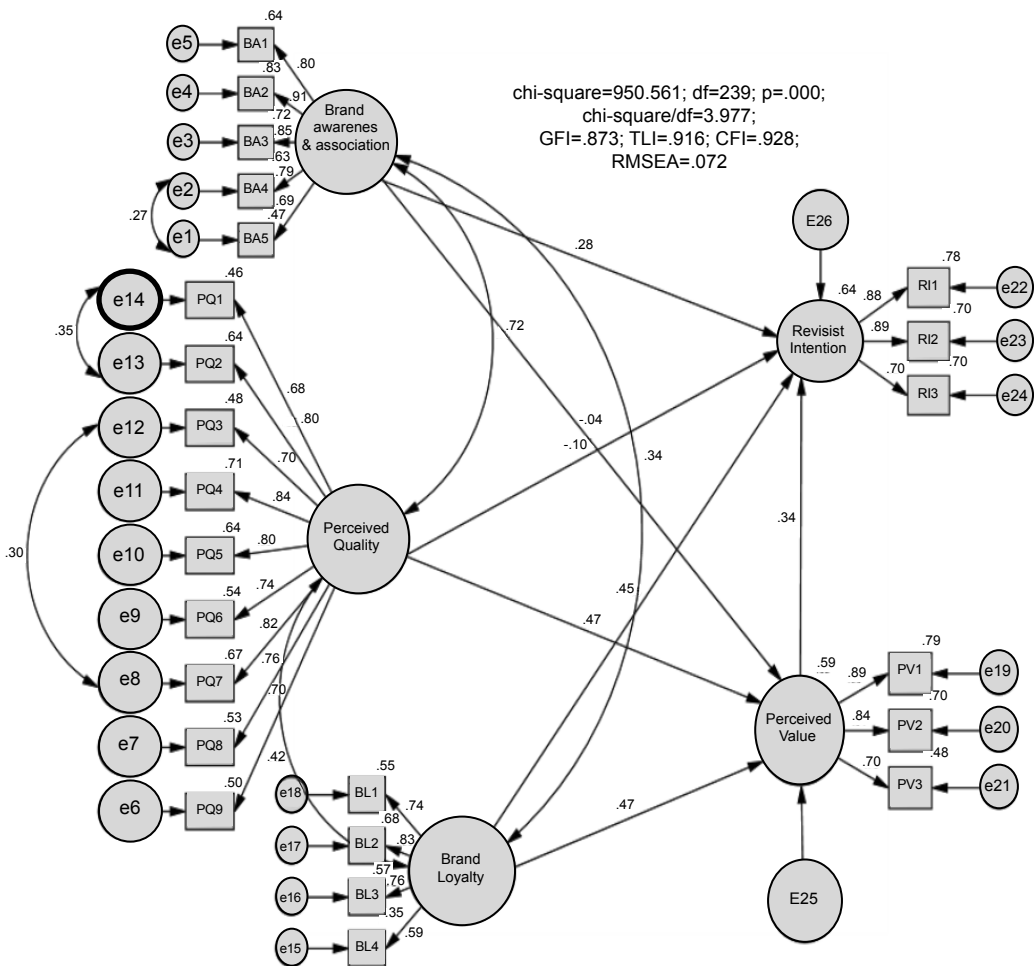 .64
e5
BA1
.80
.83
e4
BA2
.91
.72
e3
BA3
.85
.63
e2
BA4
.79
.69
.27
e1
BA5
.47
Brand
awarenes
& association
chi-square=950.561; df=239; p=.000;
chi-square/df=3.977;
GFI=.873; TLI=.916; CFI=.928;
RMSEA=.072
E26
.28
.72
.46
e14
PQ1
.35
.64
e13
PQ2
.68
.48
e12
PQ3
.80
.70
.71
e11
PQ4
.84
.64
e10
PQ5
.80
.30
.54
e9
PQ6
.74
.67
e8
PQ7
.82
.76
.70
.53
e7
PQ8
.42
.50
e6
PQ9
Perceived
Quality
-.04
-.10
.34
.34
.45
.47
.47
.64
Revisist
Intention
.78
.88
RI1
e22
.70
.89
RI2
e23
.70
.70
RI3
e24
.59
Perceived
Value
.79
.89
PV1
e19
.70
.84
PV2
e20
.48
.70
PV3
e21
E25
.55
e18
BL1
.74
.68
e17
BL2
.83
.57
e16
BL3
.76
.35
e15
BL4
.59
Brand
Loyalty